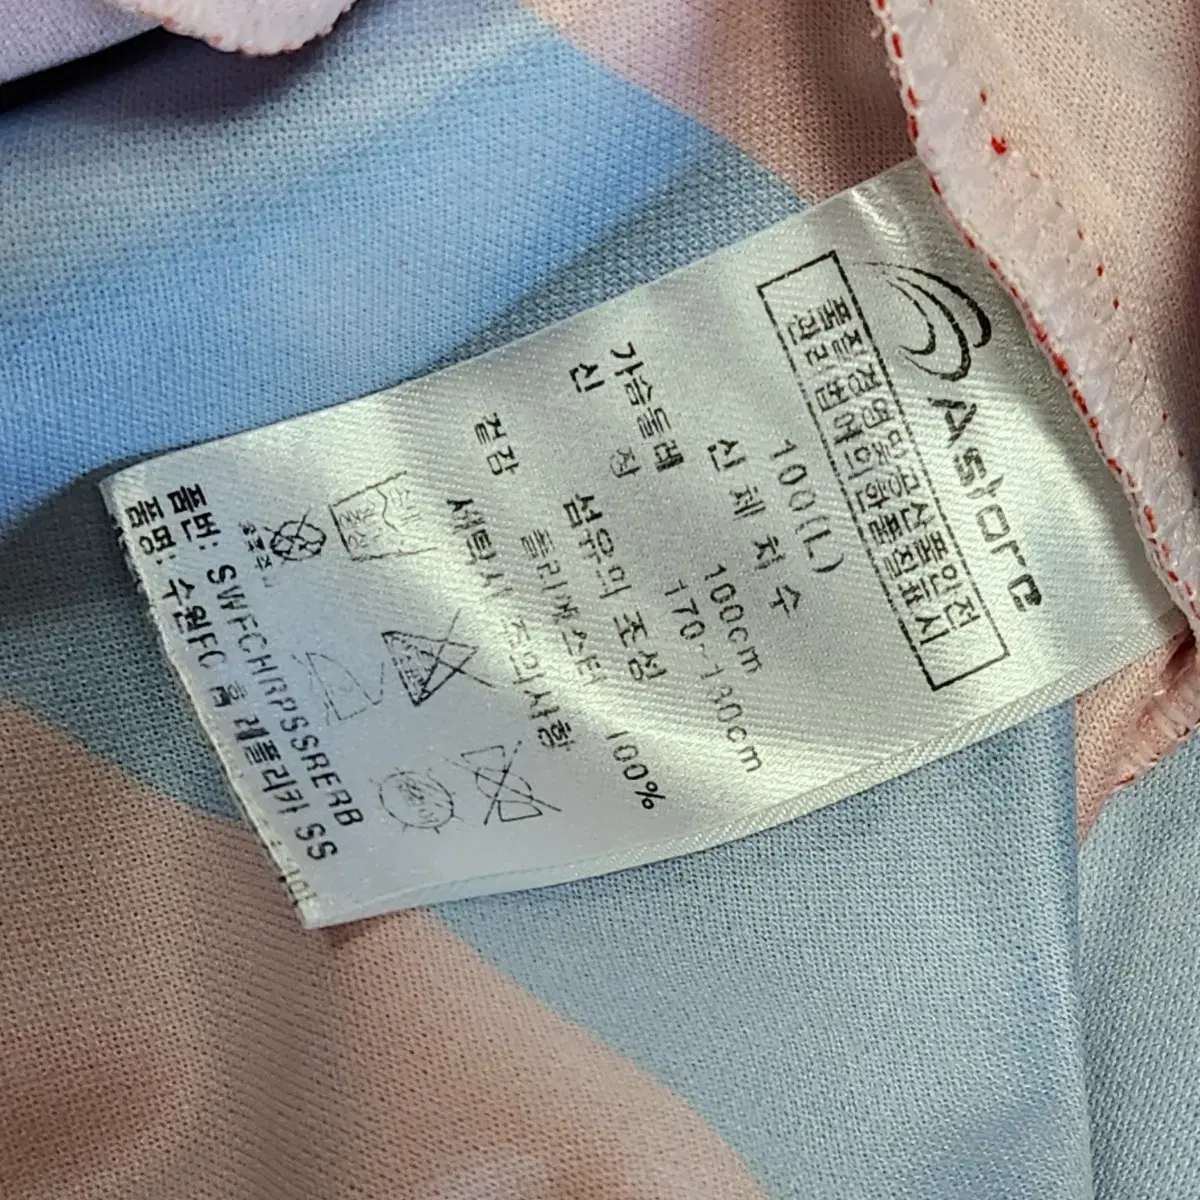 Astore
품질경영 및 공산품안전
관리법에 의한 품질표시
100(L)
신체 치수
가슴둘레 100cm
신 장 170~180cm
섬유의 조성
겉감 폴리에스터 100%
세탁시 주의사항
품번: SWFCHRPSSRERB
품명: 수원FC 홈 레플리카 SS